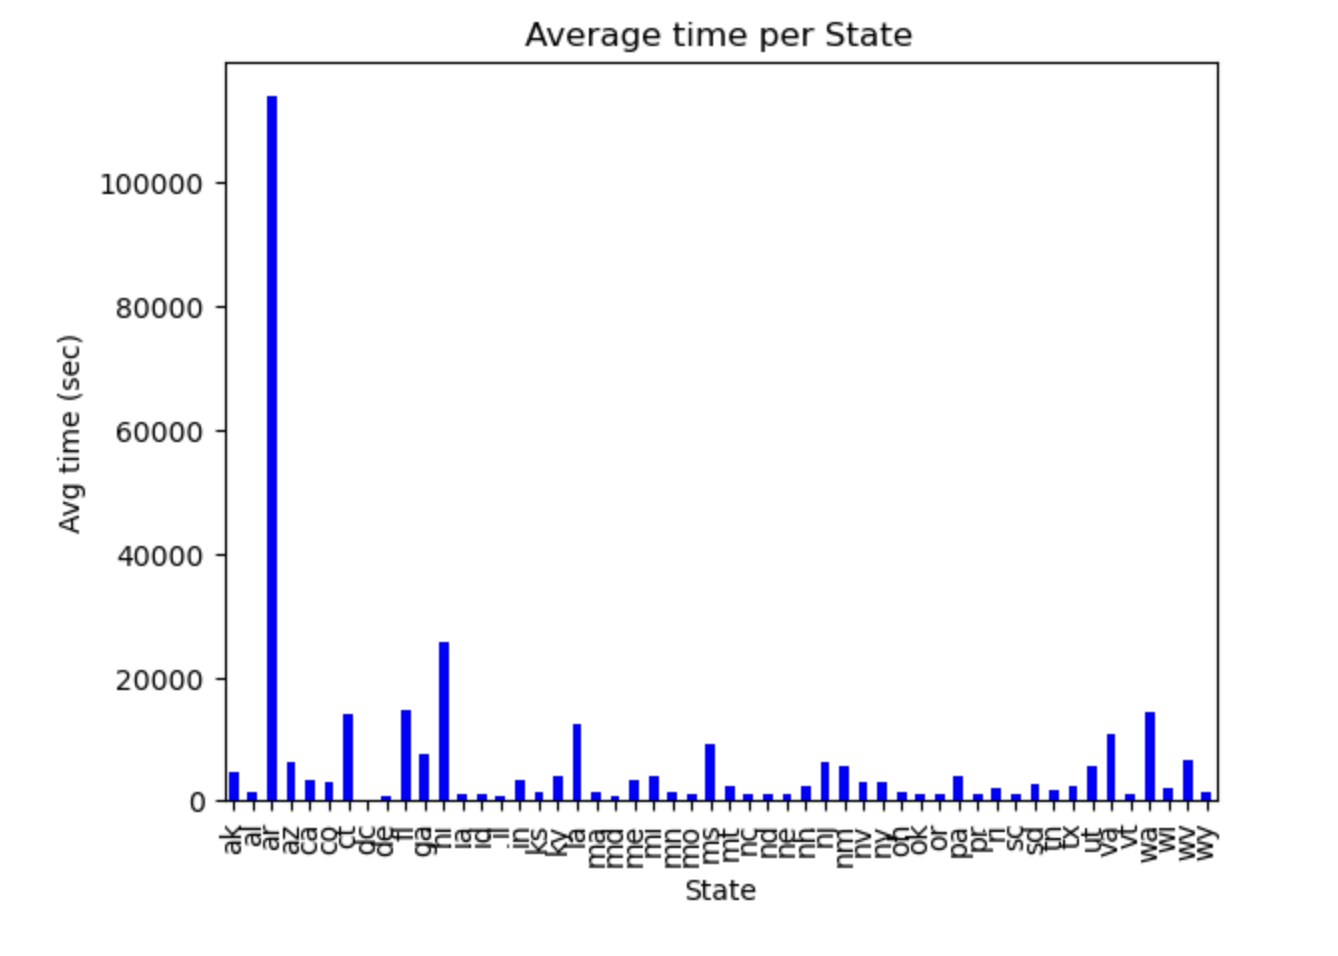 Average time per State
Avg time (sec)
100000
80000
60000
40000
20000
0
ak al ar az ca co ct dc de fl ga hi ia id il in ks ky la ma md me mi mn mo ms mt nc nd ne nh nj nm nv ny oh ok or pa pr ri sc sd tn tx ut va vt wa wi wv wy
State